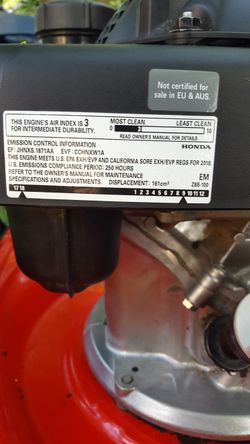 Not certified for
sale in EU & AUS.
THIS ENGINE'S AIR INDEX IS 3
FOR INTERMEDIATE DURABILITY.
MOST CLEAN LEAST CLEAN
0 3 10
READ OWNER'S MANUAL FOR DETAILS.
EMISSION CONTROL INFORMATION
HONDA
EF: JHNXS.1871AA EVF: CCHNXW1A
THIS ENGINE MEETS U.S. EPA EXH/EVP AND CALIFORNIA SORE EXH/EVP REGS FOR 2018.
U.S. EMISSIONS COMPLIANCE PERIOD: 250 HOURS
REFER TO THE OWNER'S MANUAL FOR MAINTENANCE EM
SPECIFICATIONS AND ADJUSTMENTS. DISPLACEMENT: 161cm³ Z8B-100
17 18 1 2 3 4 5 6 7 8 9 10 11 12